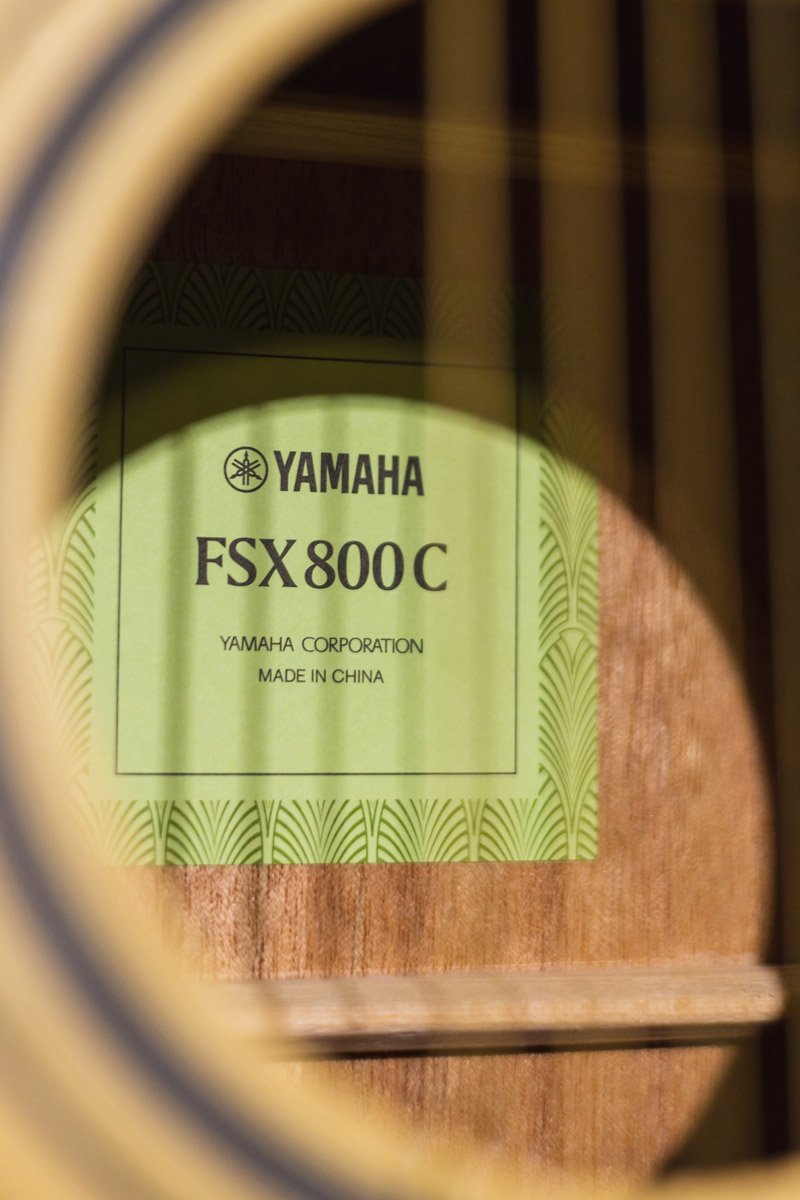 YAMAHA
FSX800C
YAMAHA CORPORATION
MADE IN CHINA